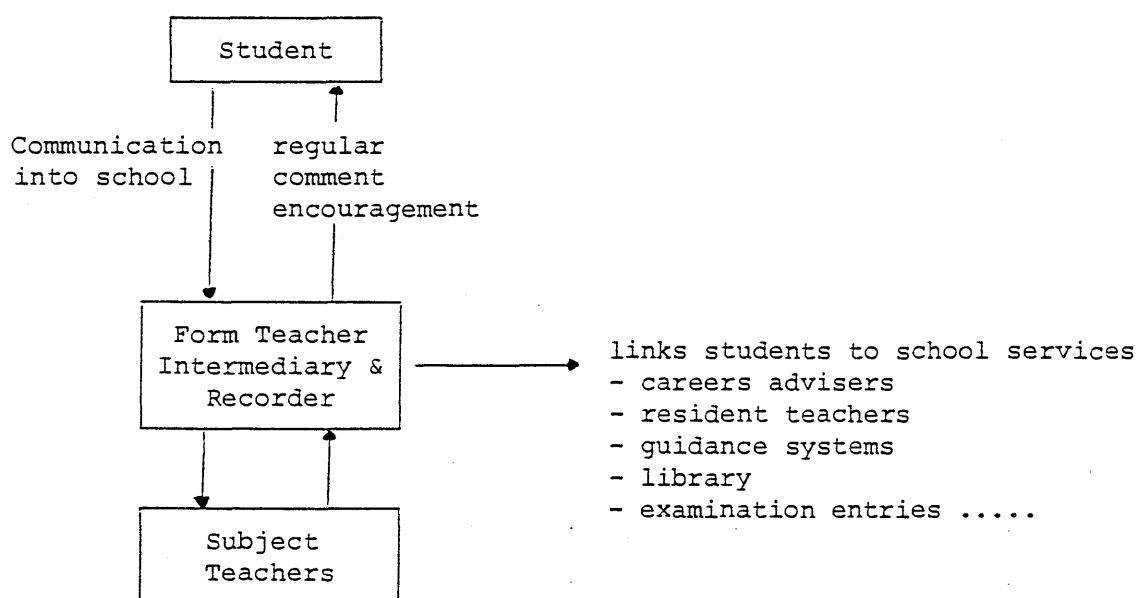 Student
Communication
into school
regular
comment
encouragement
Form Teacher
Intermediary &
Recorder
links students to school services
- careers advisers
- resident teachers
- guidance systems
- library
- examination entries .....
Subject
Teachers